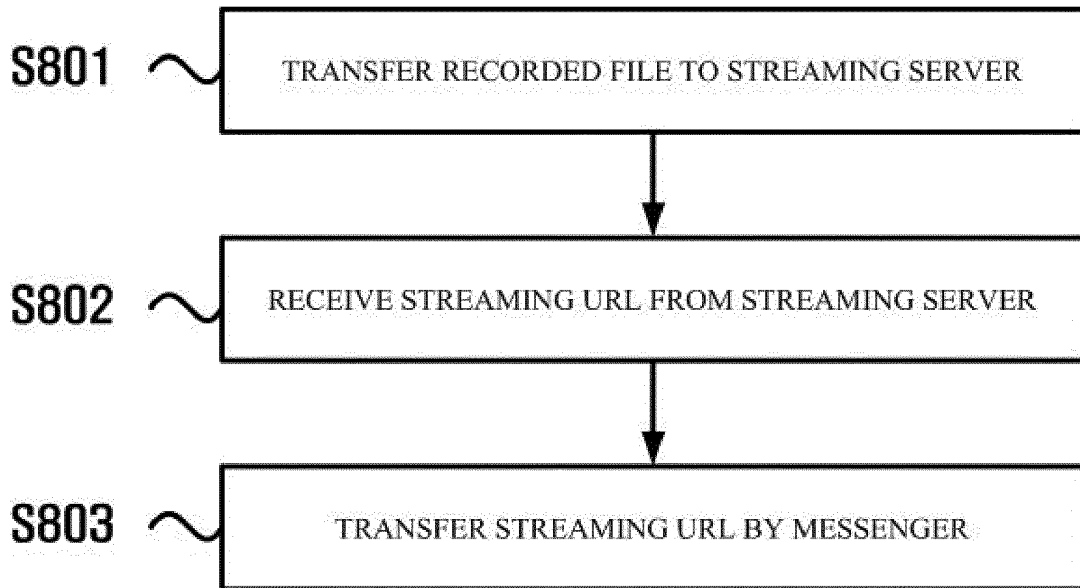 S801 TRANSFER RECORDED FILE TO STREAMING SERVER
S802 RECEIVE STREAMING URL FROM STREAMING SERVER
S803 TRANSFER STREAMING URL BY MESSENGER